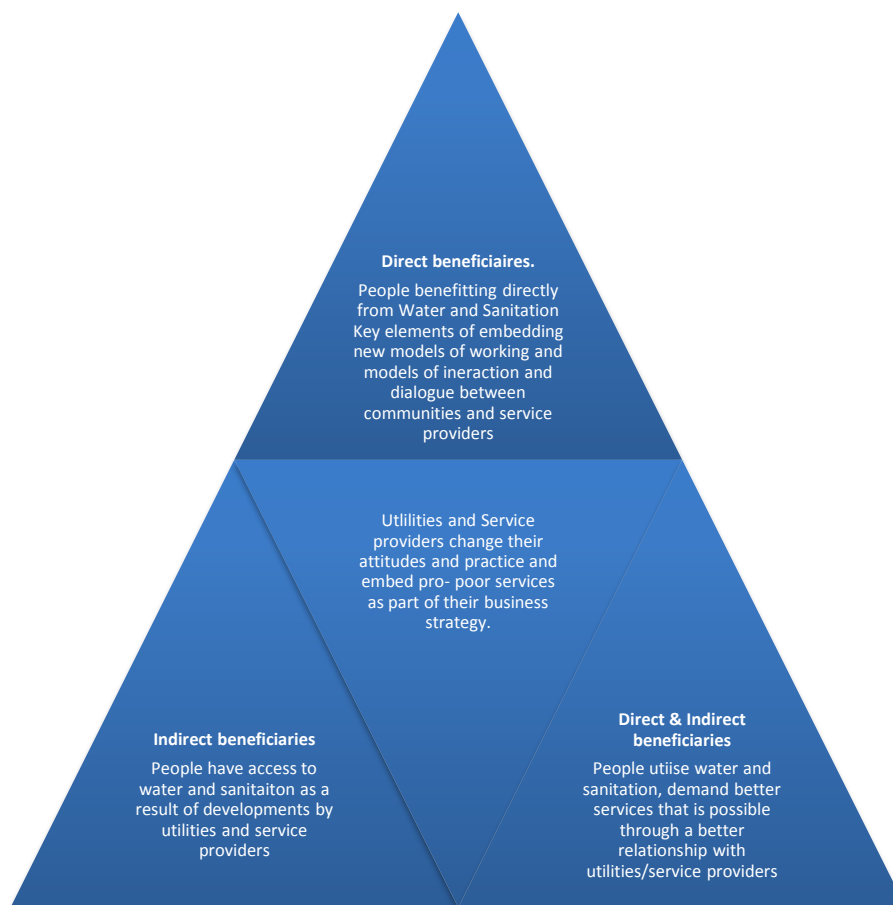 Direct beneficiaires.
People benefitting directly
from Water and Sanitation
Key elements of embedding
new models of working and
models of ineraction and
dialogue between
communities and service
providers
Utlilities and Service
providers change their
attitudes and practice and
embed pro- poor services
as part of their business
strategy.
Indirect beneficiaries
People have access to
water and sanitaiton as a
result of developments by
utilities and service
providers
Direct & Indirect
beneficiaries
People utiise water and
sanitation, demand better
services that is possible
through a better
relationship with
utilities/service providers